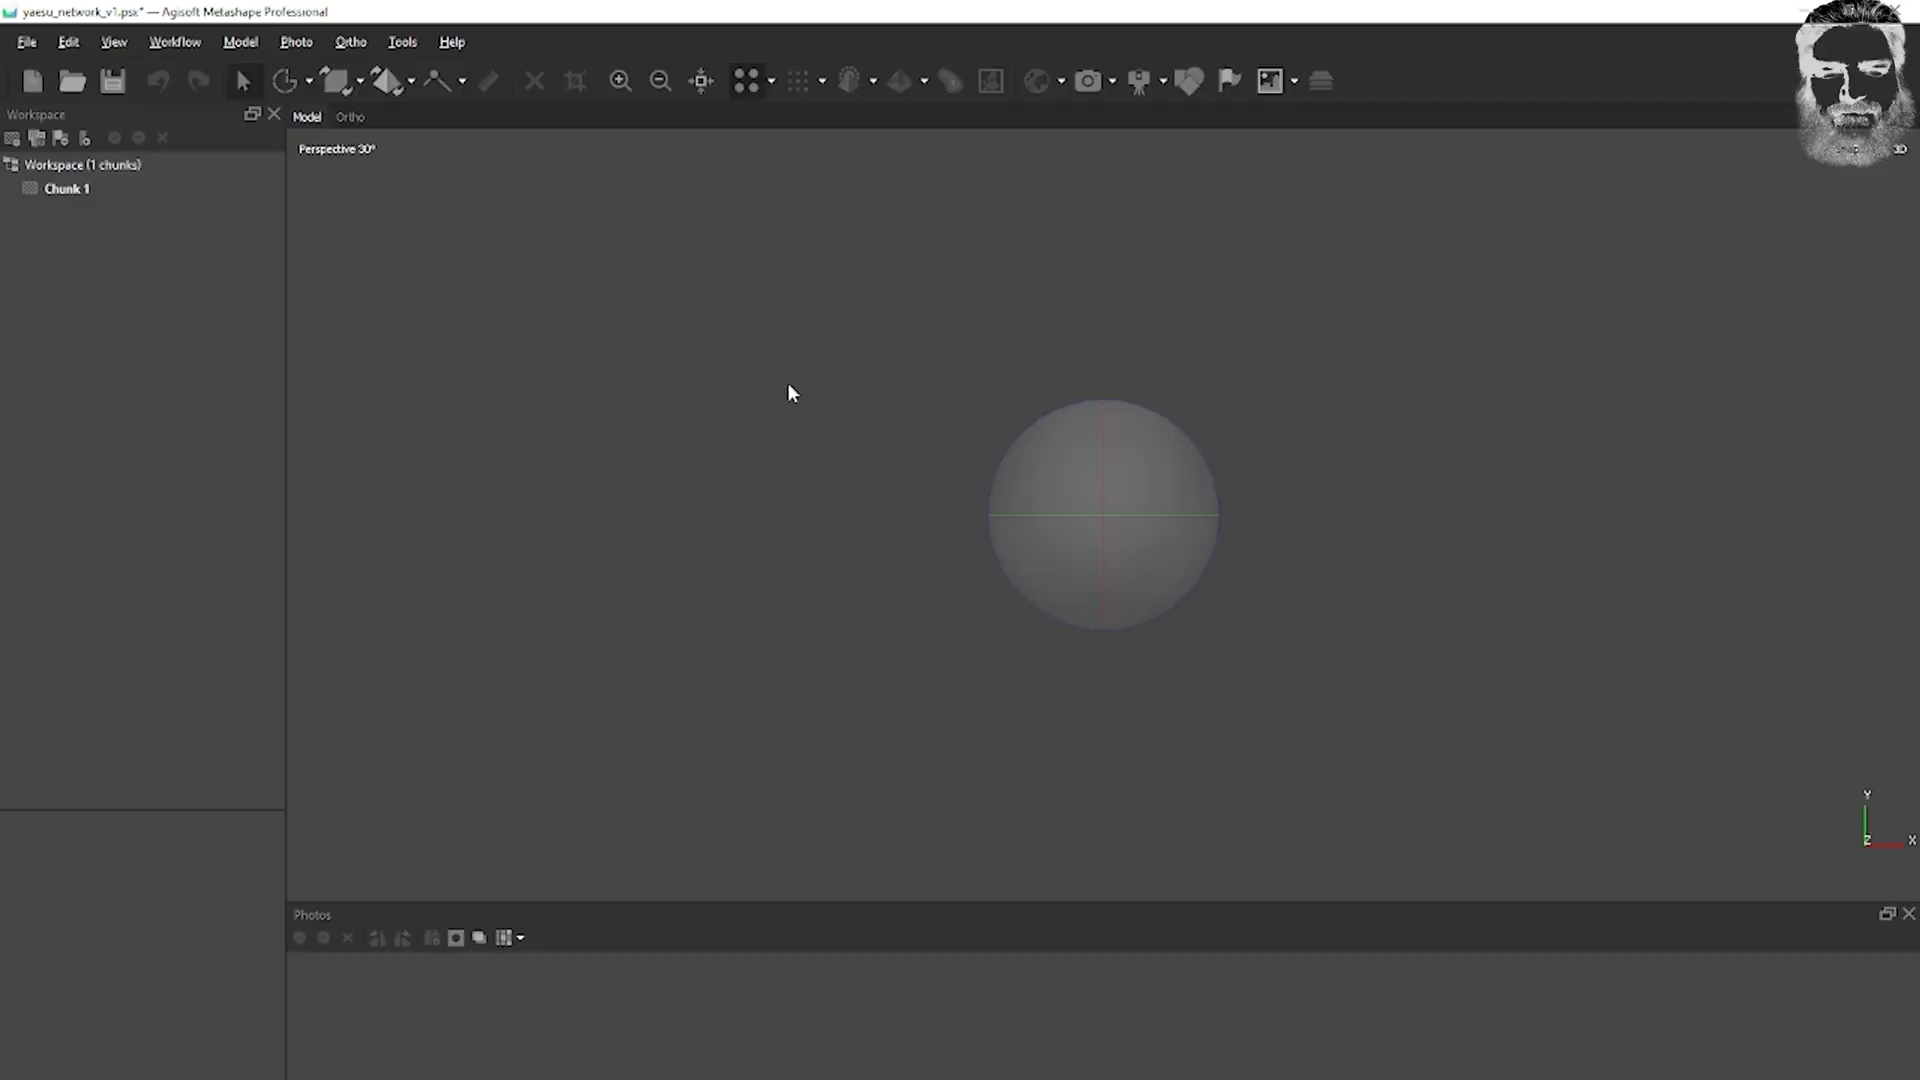 yaesu_network_v1.psx* — Agisoft Metashape Professional
File Edit View Workflow Model Photo Ortho Tools Help
Workspace
Model Ortho
Perspective 30°
3D
Workspace (1 chunks)
Chunk 1
Y
Z X
Photos